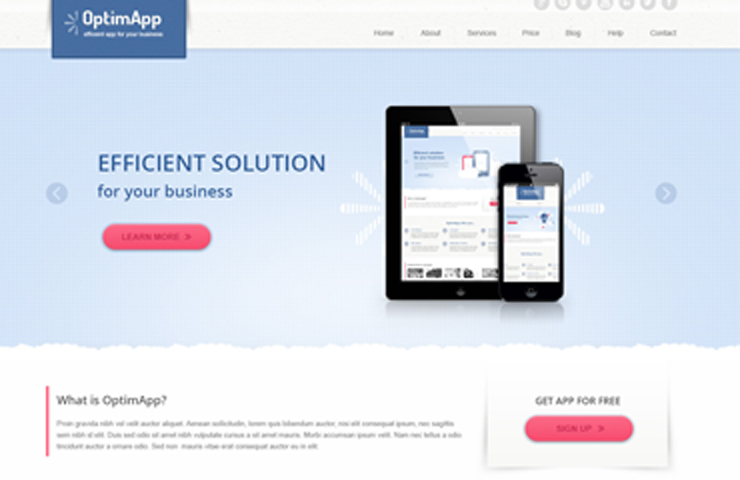 OptimApp
efficient app for your business
Home About Services Price Blog Help Contact
EFFICIENT SOLUTION
for your business
LEARN MORE »
What is OptimApp?
Proin gravida nibh vel velit auctor aliquet. Aenean sollicitudin, lorem quis bibendum auctor, nisi elit consequat ipsum, nec sagittis
sem nibh id elit. Duis sed odio sit amet nibh vulputate cursus a sit amet mauris. Morbi accumsan ipsum velit. Nam nec tellus a odio
tincidunt auctor a ornare odio. Sed non mauris vitae erat consequat auctor eu in elit.
GET APP FOR FREE
SIGN UP »